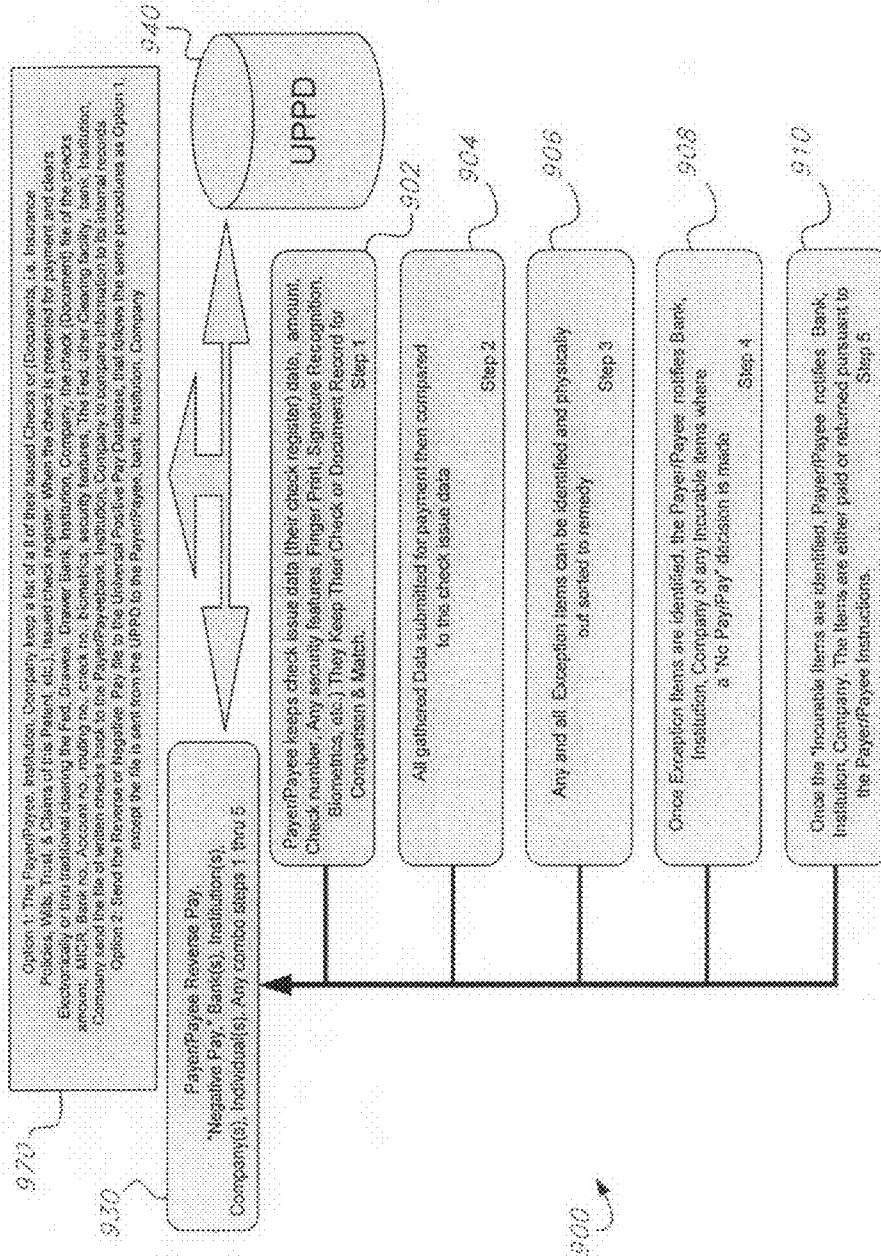 970
Option 1: The Payer/Payee, Institution, Company keep a list of a ll of their issued Checks or (Documents, i.e. Insurance
Policies, Wills, Trust, & Claims of this Patent, etc.), Issued check register. When the check is presented for payment and clears
Electronically or thru traditional clearing the Fed, Drawee, Drawer Bank, Institution, Company, the check (Document) file of the checks
amount, MICR, Bank no., Account no., routing no., check no., biometrics, security features, The Fed, other Clearing facility, bank, Institution,
Company send the file of written checks back to the Payer/Payeebank, Institution, Company to compare information to its internal records
Option 2: Send the Reverse or Negative Pay file to the Universal Positive Pay Database, that follows the same procedures as Option 1,
except the file is sent from the UPPD to the Payer/Payee, bank, Institution, Company
930
Payer/Payee Reverse Pay
"Negative Pay" Bank(s), Institution(s),
Company(s), Individual(s), Any combo steps 1 thru 5
940
UPPD
902
Payer/Payee keeps check issue data (their check register) data, amount,
Check number, Any security features, Finger Print, Signature Recognition,
Biometrics, etc.) They Keep Their Check or Document Record for
Comparison & Match.
Step 1
904
All gathered Data submitted for payment then compared
to the check issue data
Step 2
906
Any and all Exception items can be identified and physically
out sorted to remedy
Step 3
908
Once Exception Items are identified, the Payer/Payee notifies Bank,
Institution, Company of any Incurable items where
a "No Pay/Pay" decision is made
Step 4
910
Once the "Incurable Items are identified, Payer/Payee notifies Bank,
Institution, Company. The Items are either paid or returned pursuant to
the Payer/Payee Instructions.
Step 5
900